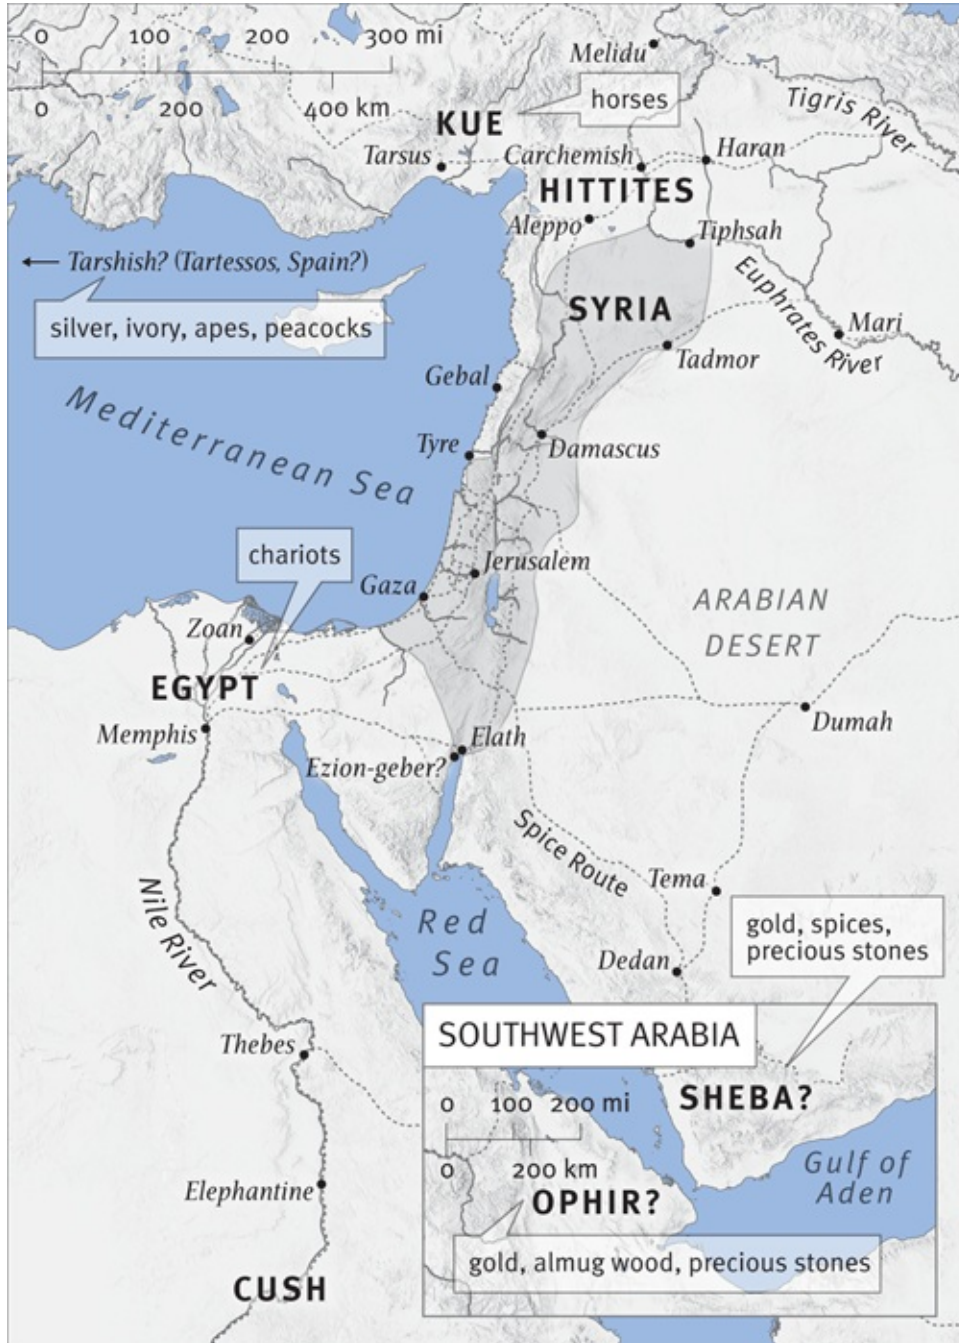 0 100 200 300 mi
0 200 400 km
Melidu
horses
KUE
Tigris River
Tarsus
Carchemish
Haran
HITTITES
Aleppo
Tiphsah
← Tarshish? (Tartessos, Spain?)
silver, ivory, apes, peacocks
SYRIA
Euphrates River
Mari
Tadmor
Gebal
Mediterranean Sea
Tyre
Damascus
chariots
Jerusalem
Gaza
ARABIAN
DESERT
Zoan
EGYPT
Memphis
Dumah
Elath
Ezion-geber?
Spice Route
Nile River
Tema
Red
Sea
gold, spices,
precious stones
Dedan
SOUTHWEST ARABIA
Thebes
0 100 200 mi
0 200 km
SHEBA?
Gulf of
Aden
Elephantine
OPHIR?
gold, almug wood, precious stones
CUSH